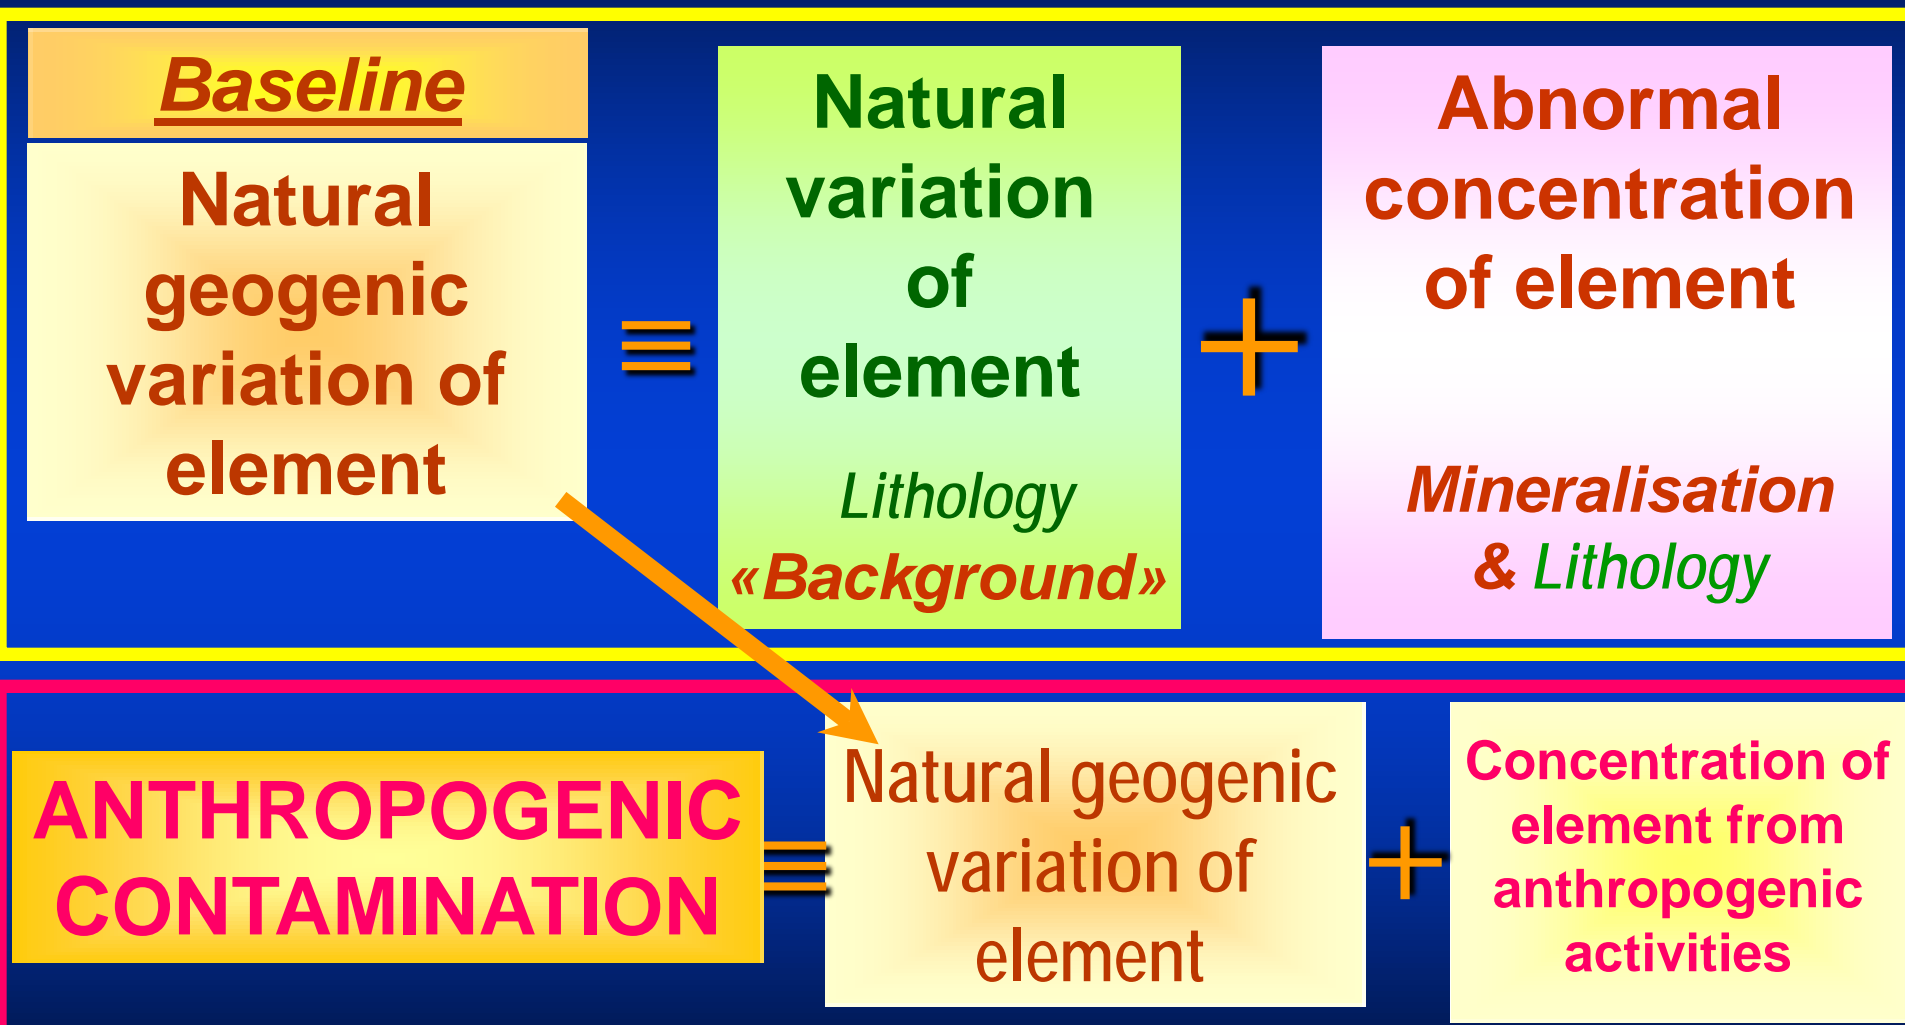 Baseline
Natural
geogenic
variation of
element
≡
Natural
variation
of
element
Lithology
«Background»
+
Abnormal
concentration
of element
Mineralisation
& Lithology
ANTHROPOGENIC
CONTAMINATION
≡
Natural geogenic
variation of
element
+
Concentration of
element from
anthropogenic
activities